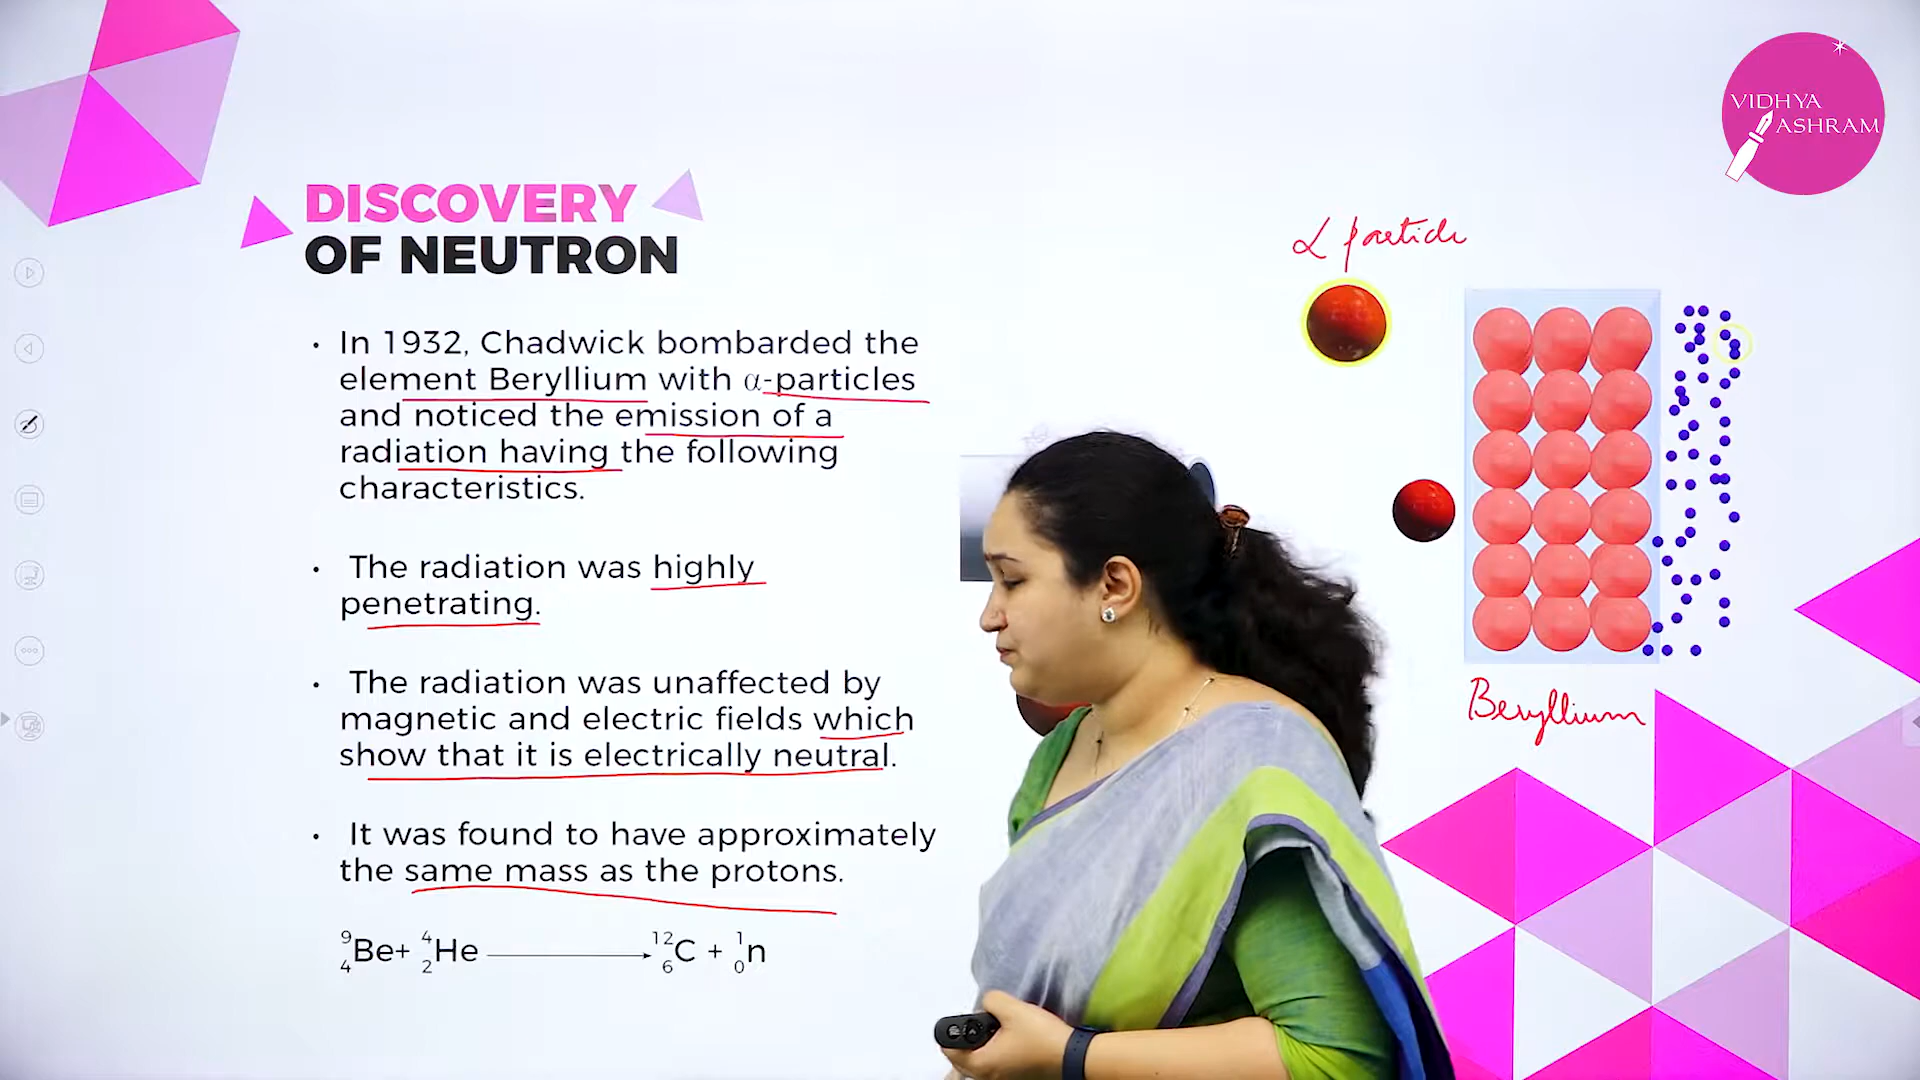 VIDHYA
ASHRAM
DISCOVERY
OF NEUTRON
α particle
• In 1932, Chadwick bombarded the
element Beryllium with α-particles
and noticed the emission of a
radiation having the following
characteristics.
• The radiation was highly
penetrating.
• The radiation was unaffected by
magnetic and electric fields which
show that it is electrically neutral.
Beryllium
• It was found to have approximately
the same mass as the protons.
⁹₄Be+ ⁴₂He ⟶ ¹²₆C + ¹₀n